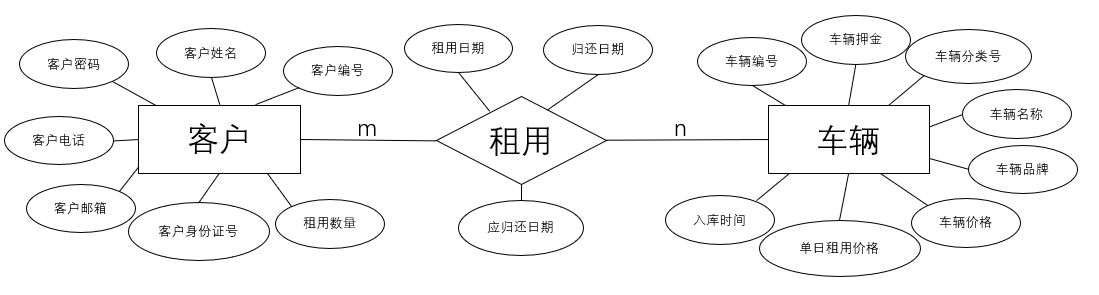 客户密码
客户姓名
客户编号
客户电话
客户
客户邮箱
客户身份证号
租用数量
m
租用日期
归还日期
租用
应归还日期
n
车辆编号
车辆押金
车辆分类号
车辆名称
车辆
车辆品牌
入库时间
单日租用价格
车辆价格